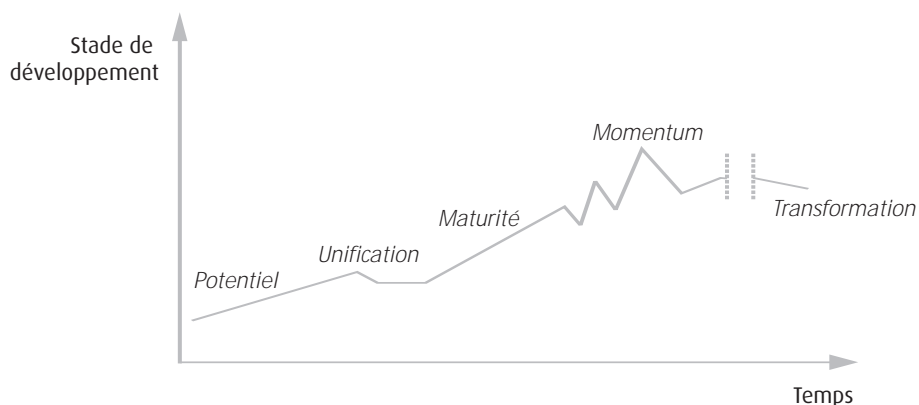 Stade de
développement
Momentum
Maturité
Transformation
Unification
Potentiel
Temps